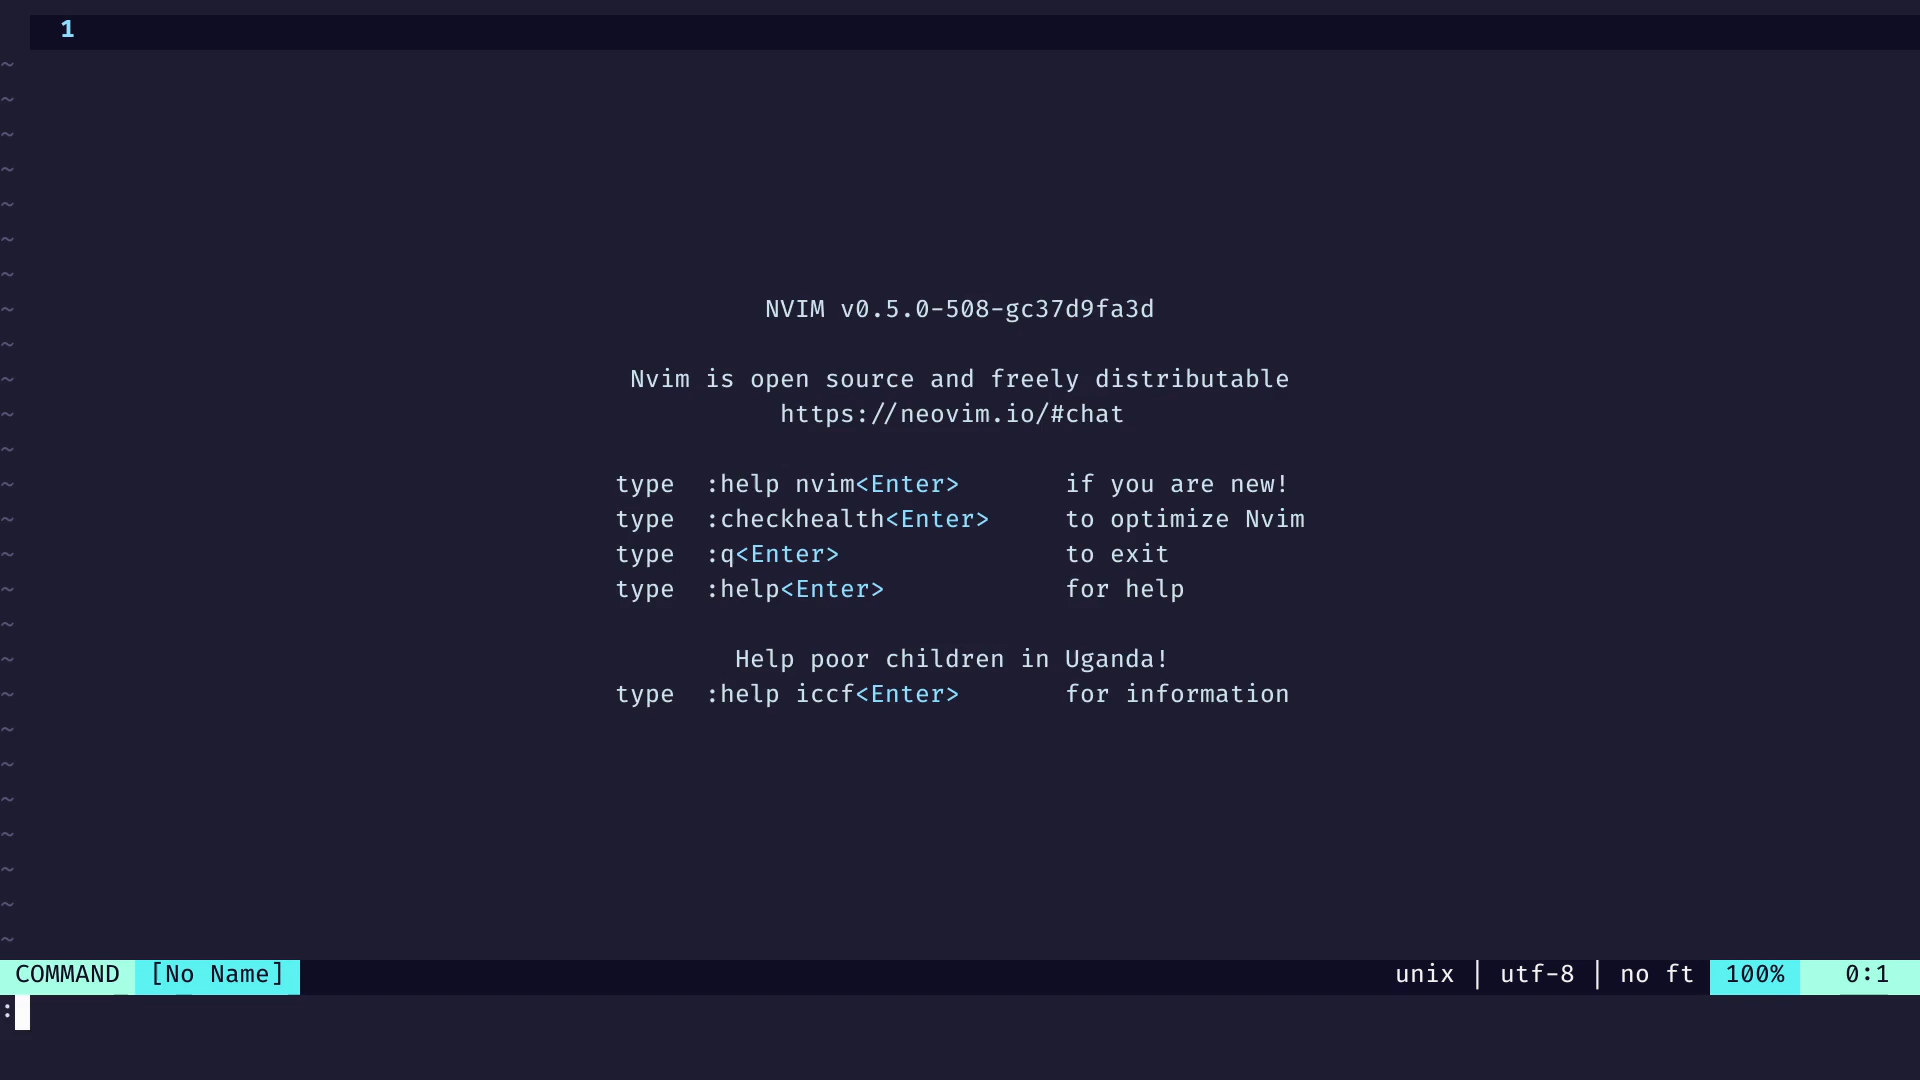 1
~
~
~
~
~
~
~
~ NVIM v0.5.0-508-gc37d9fa3d
~
~ Nvim is open source and freely distributable
~ https://neovim.io/#chat
~
~ type  :help nvim<Enter>       if you are new!
~ type  :checkhealth<Enter>     to optimize Nvim
~ type  :q<Enter>               to exit
~ type  :help<Enter>            for help
~
~ Help poor children in Uganda!
~ type  :help iccf<Enter>       for information
~
~
~
~
~
~
~
COMMAND [No Name] unix | utf-8 | no ft 100% 0:1
: